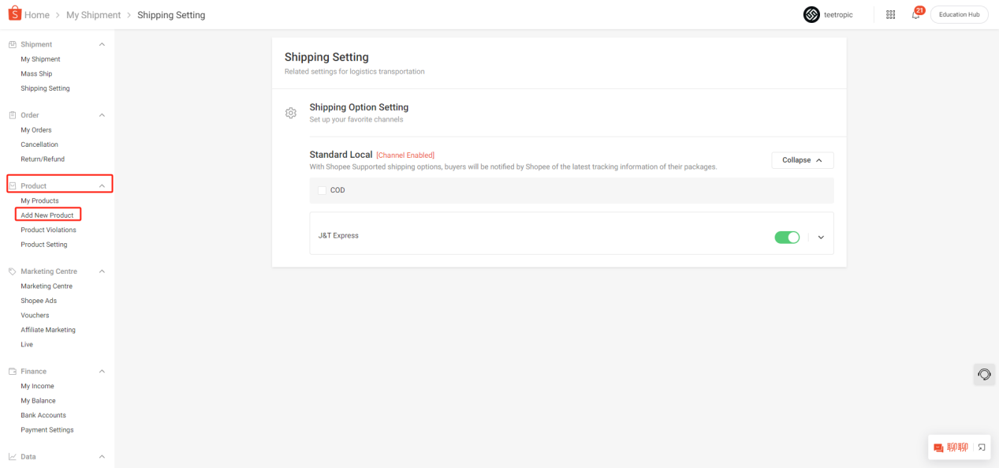 Home > My Shipment > Shipping Setting
teetropic
21
Education Hub
Shipment
My Shipment
Mass Ship
Shipping Setting
Order
My Orders
Cancellation
Return/Refund
Product
My Products
Add New Product
Product Violations
Product Setting
Marketing Centre
Marketing Centre
Shopee Ads
Vouchers
Affiliate Marketing
Live
Finance
My Income
My Balance
Bank Accounts
Payment Settings
Data
Shipping Setting
Related settings for logistics transportation
Shipping Option Setting
Set up your favorite channels
Standard Local [Channel Enabled]
With Shopee Supported shipping options, buyers will be notified by Shopee of the latest tracking information of their packages.
Collapse
COD
J&T Express
聊聊